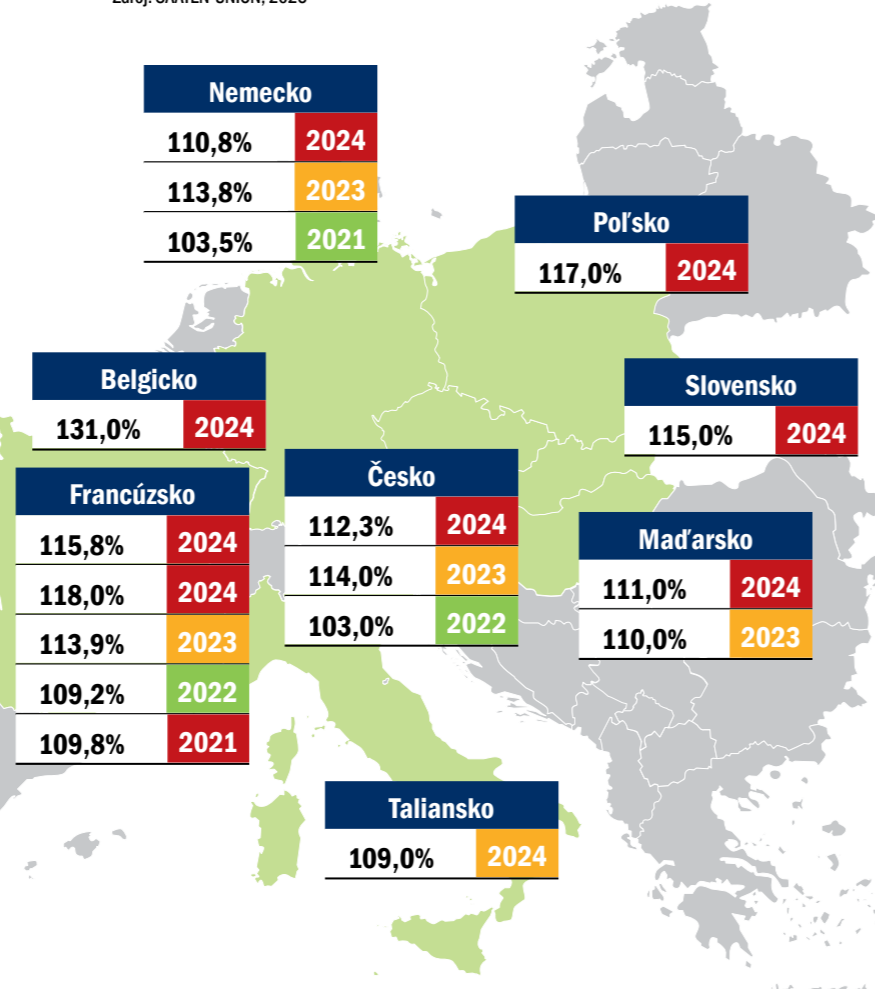 Nemecko
110,8% 2024
113,8% 2023
103,5% 2021
Poľsko
117,0% 2024
Belgicko
131,0% 2024
Slovensko
115,0% 2024
Francúzsko
115,8% 2024
118,0% 2024
113,9% 2023
109,2% 2022
109,8% 2021
Česko
112,3% 2024
114,0% 2023
103,0% 2022
Maďarsko
111,0% 2024
110,0% 2023
Taliansko
109,0% 2024